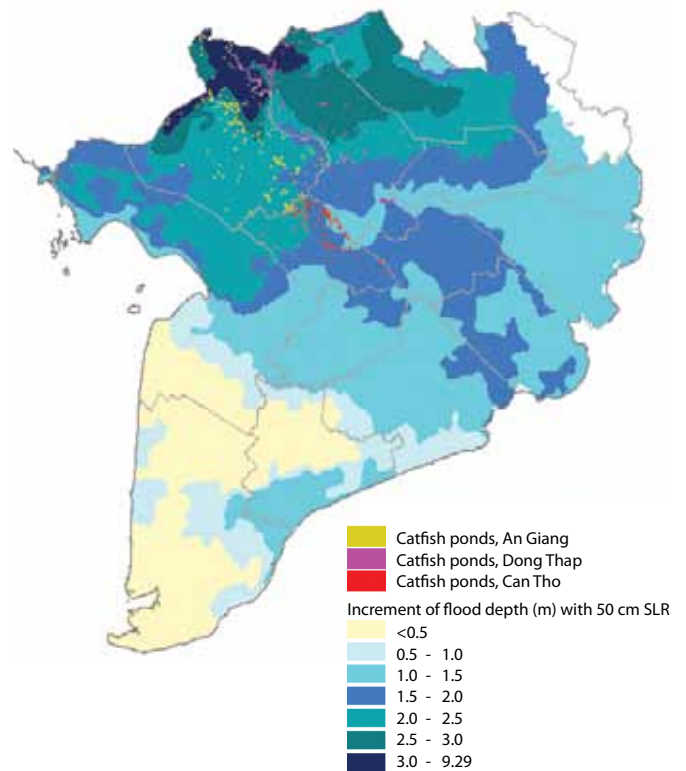 Catfish ponds, An Giang
Catfish ponds, Dong Thap
Catfish ponds, Can Tho
Increment of flood depth (m) with 50 cm SLR
<0.5
0.5 - 1.0
1.0 - 1.5
1.5 - 2.0
2.0 - 2.5
2.5 - 3.0
3.0 - 9.29